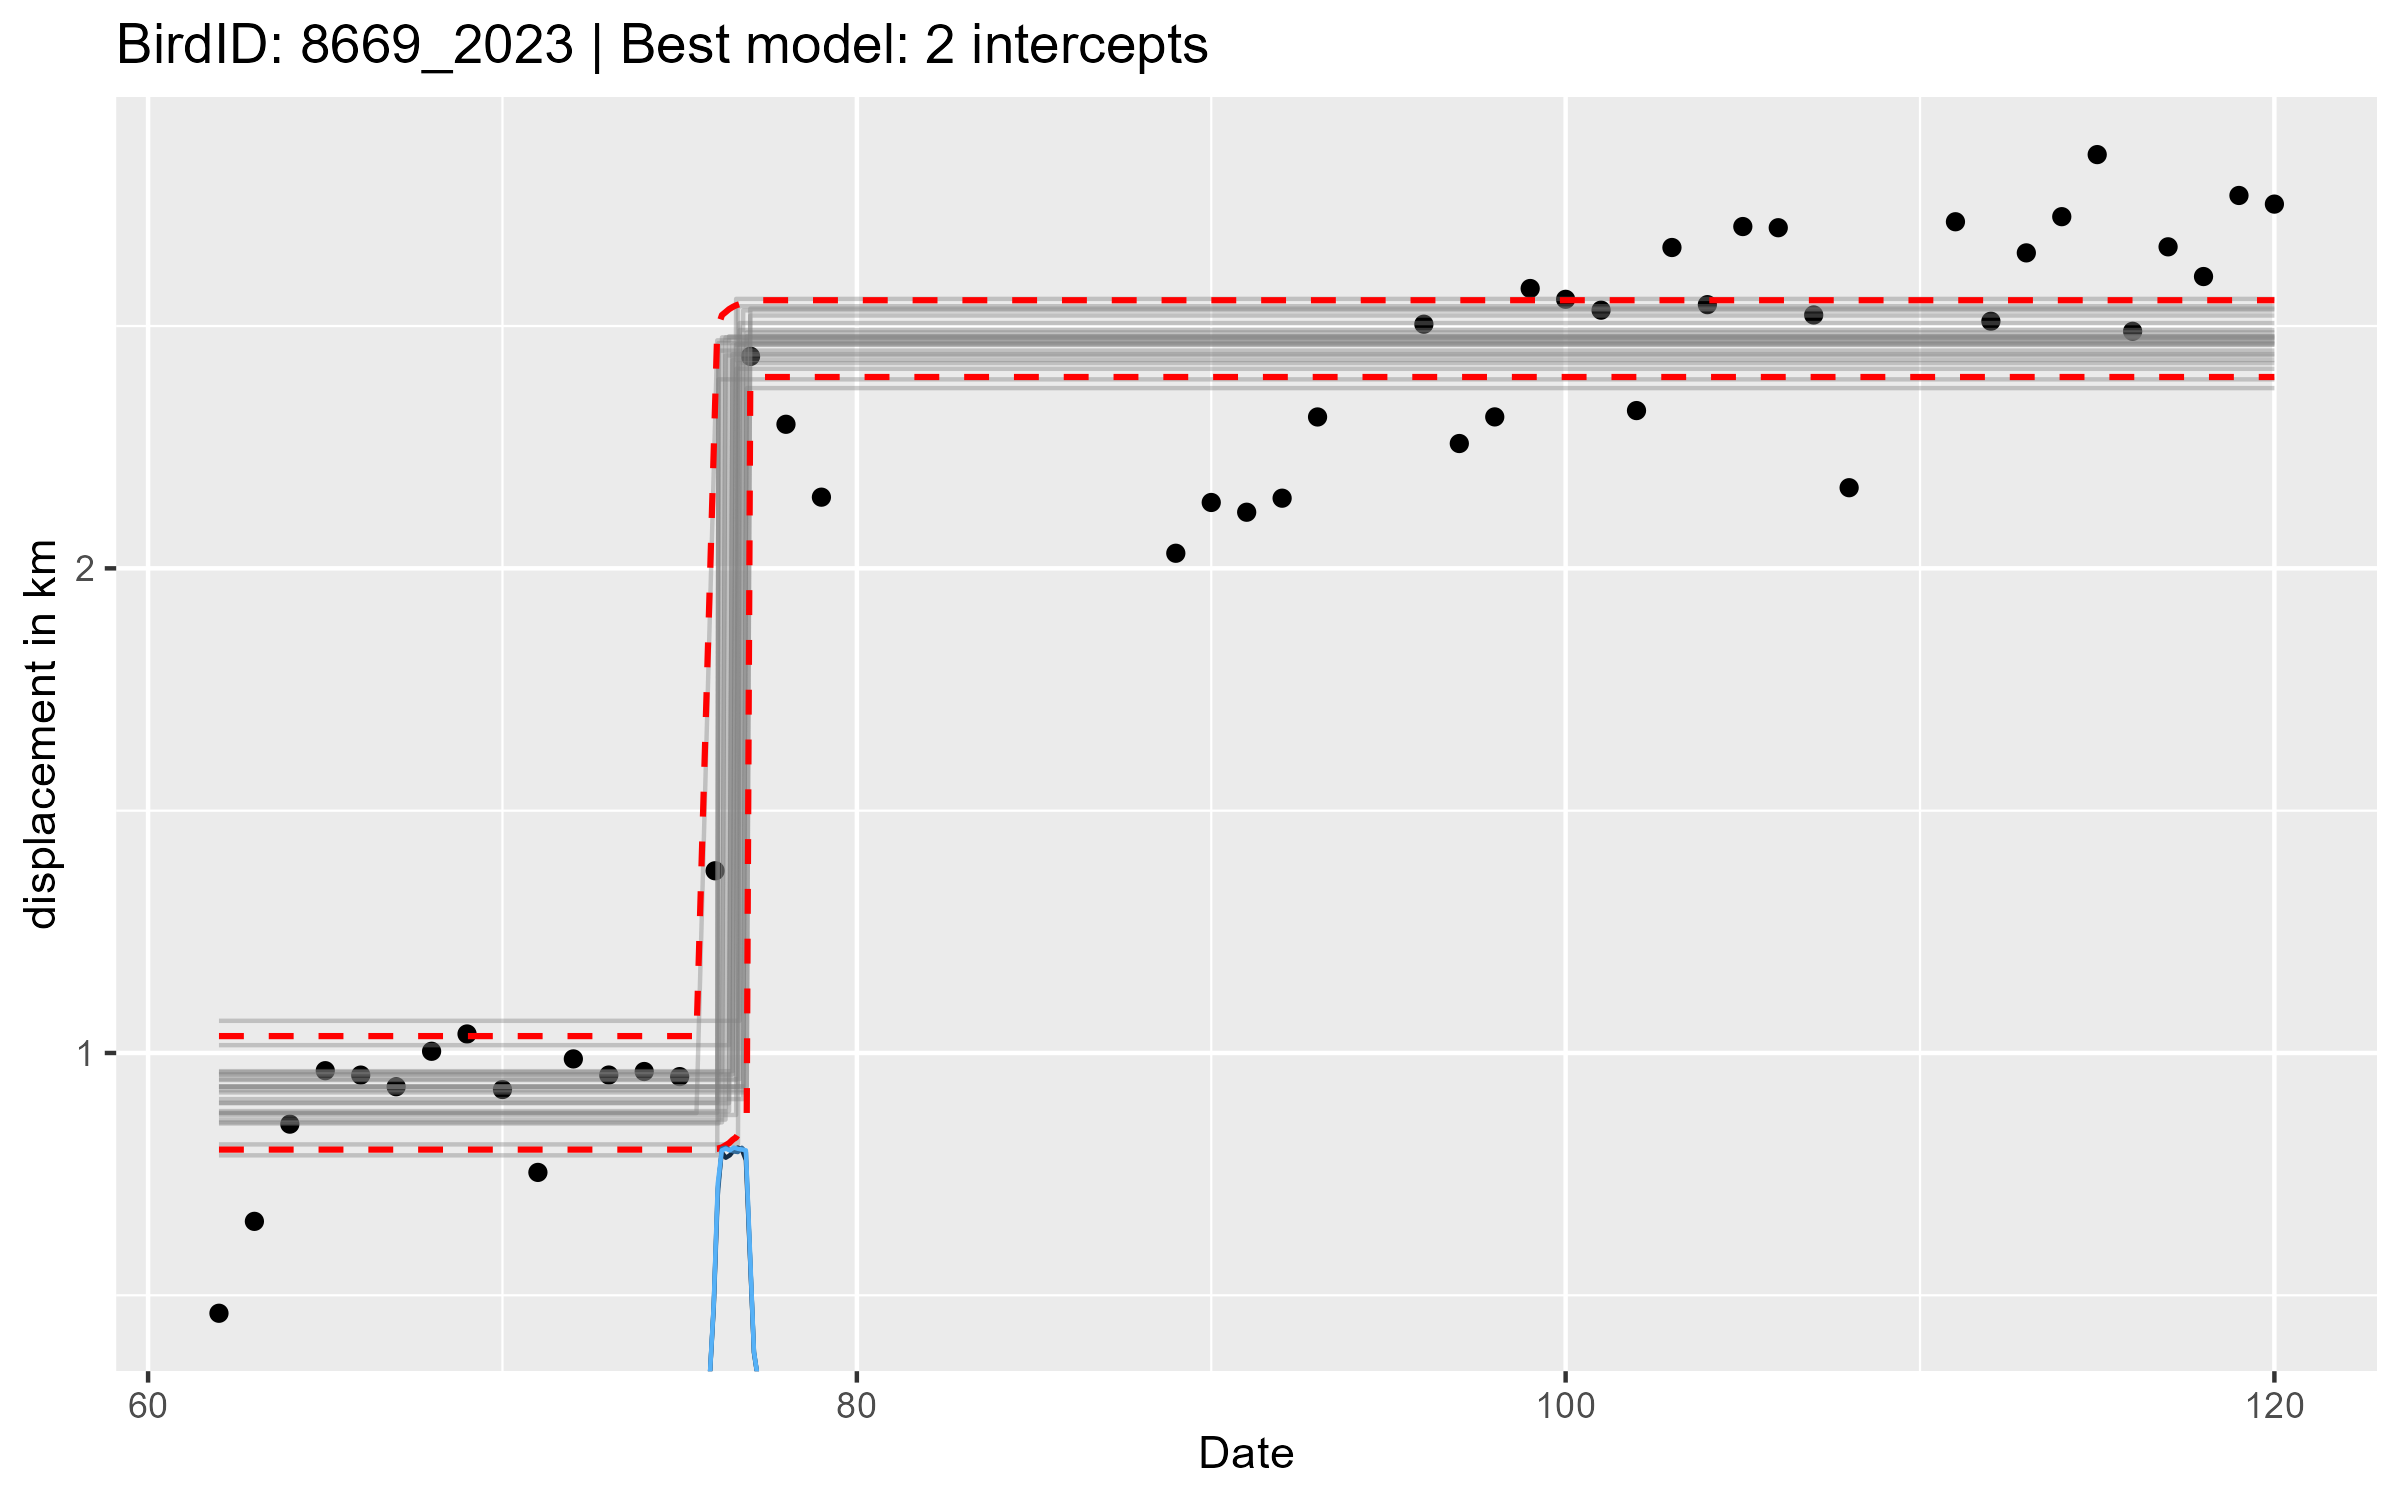 BirdID: 8669_2023 | Best model: 2 intercepts
displacement in km
2
1
60 80 100 120
Date